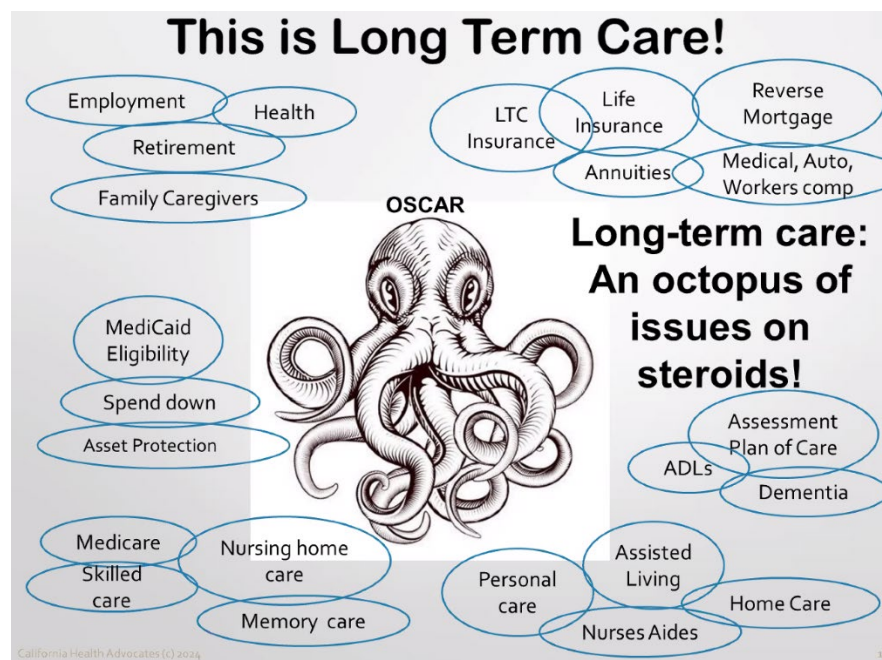 This is Long Term Care!
Employment
Health
Retirement
Family Caregivers
LTC
Insurance
Life
Insurance
Reverse
Mortgage
Annuities
Medical, Auto,
Workers comp
OSCAR
Long-term care:
An octopus of
issues on
steroids!
MediCaid
Eligibility
Spend down
Asset Protection
Assessment
Plan of Care
ADLs
Dementia
Medicare
Skilled
care
Nursing home
care
Memory care
Personal
care
Assisted
Living
Home Care
Nurses Aides
California Health Advocates (c) 2024